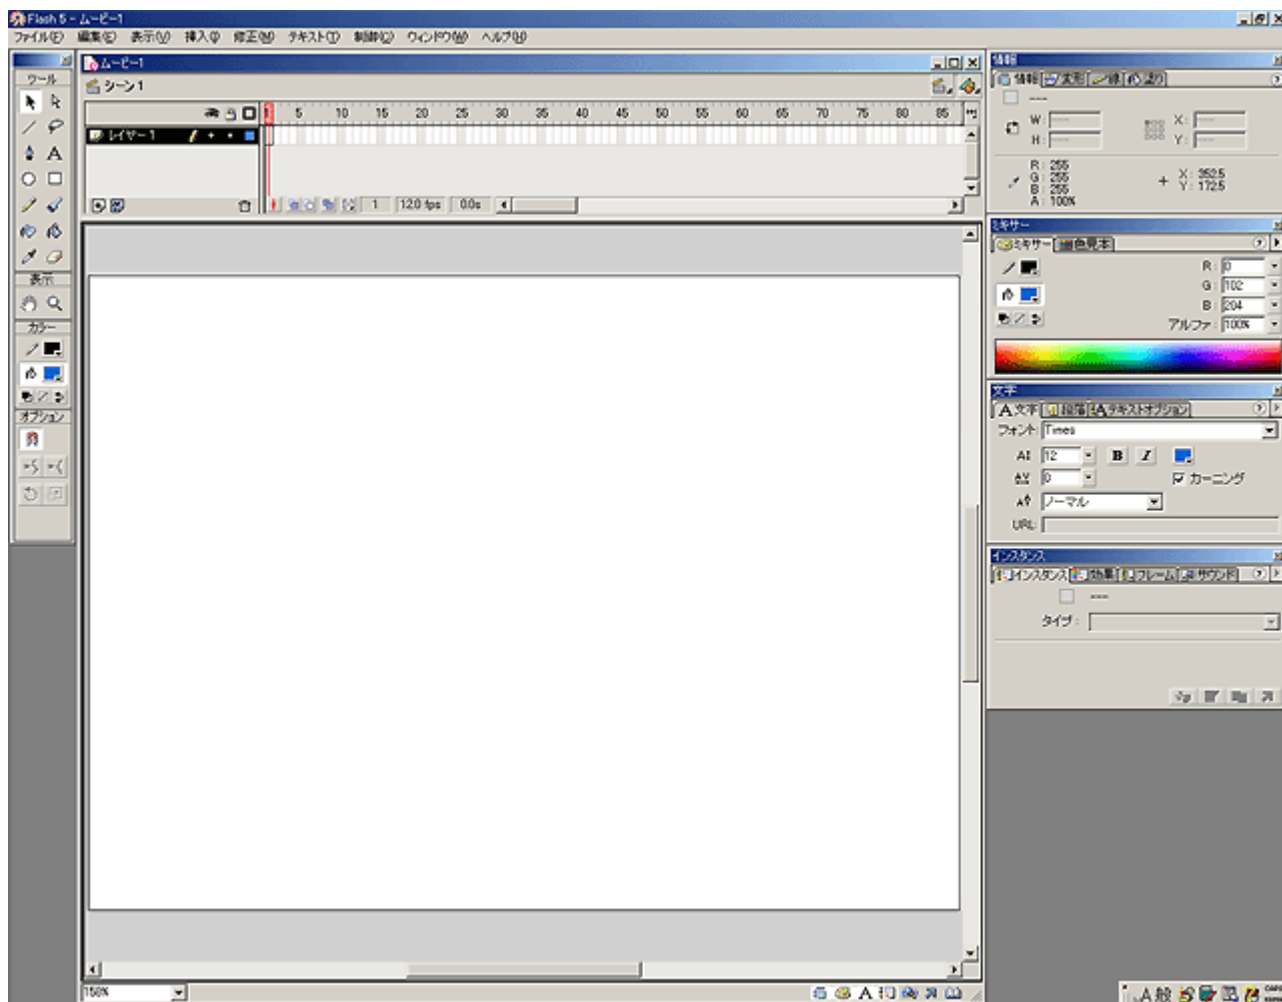 Flash 5 - ムービー1
ファイル(F) 編集(E) 表示(V) 挿入(I) 修正(M) テキスト(T) 制御(C) ウィンドウ(W) ヘルプ(H)
ツール
表示
カラー
オプション
ムービー1
シーン 1
1 5 10 15 20 25 30 35 40 45 50 55 60 65 70 75 80 85
レイヤー 1
1 12.0 fps 0.0s
150%
情報
情報 変形 線 塗り
---
W: X:
H: Y:
R: 255
G: 255
B: 255
A: 100%
X: 352.5
Y: 172.5
ミキサー
ミキサー 色見本
R: 0
G: 102
B: 204
アルファ: 100%
文字
A 文字 段落 A テキストオプション
フォント: Times
12 B I
0 カーニング
ノーマル
URL:
インスタンス
インスタンス 効果 フレーム サウンド
---
タイプ:
A 般